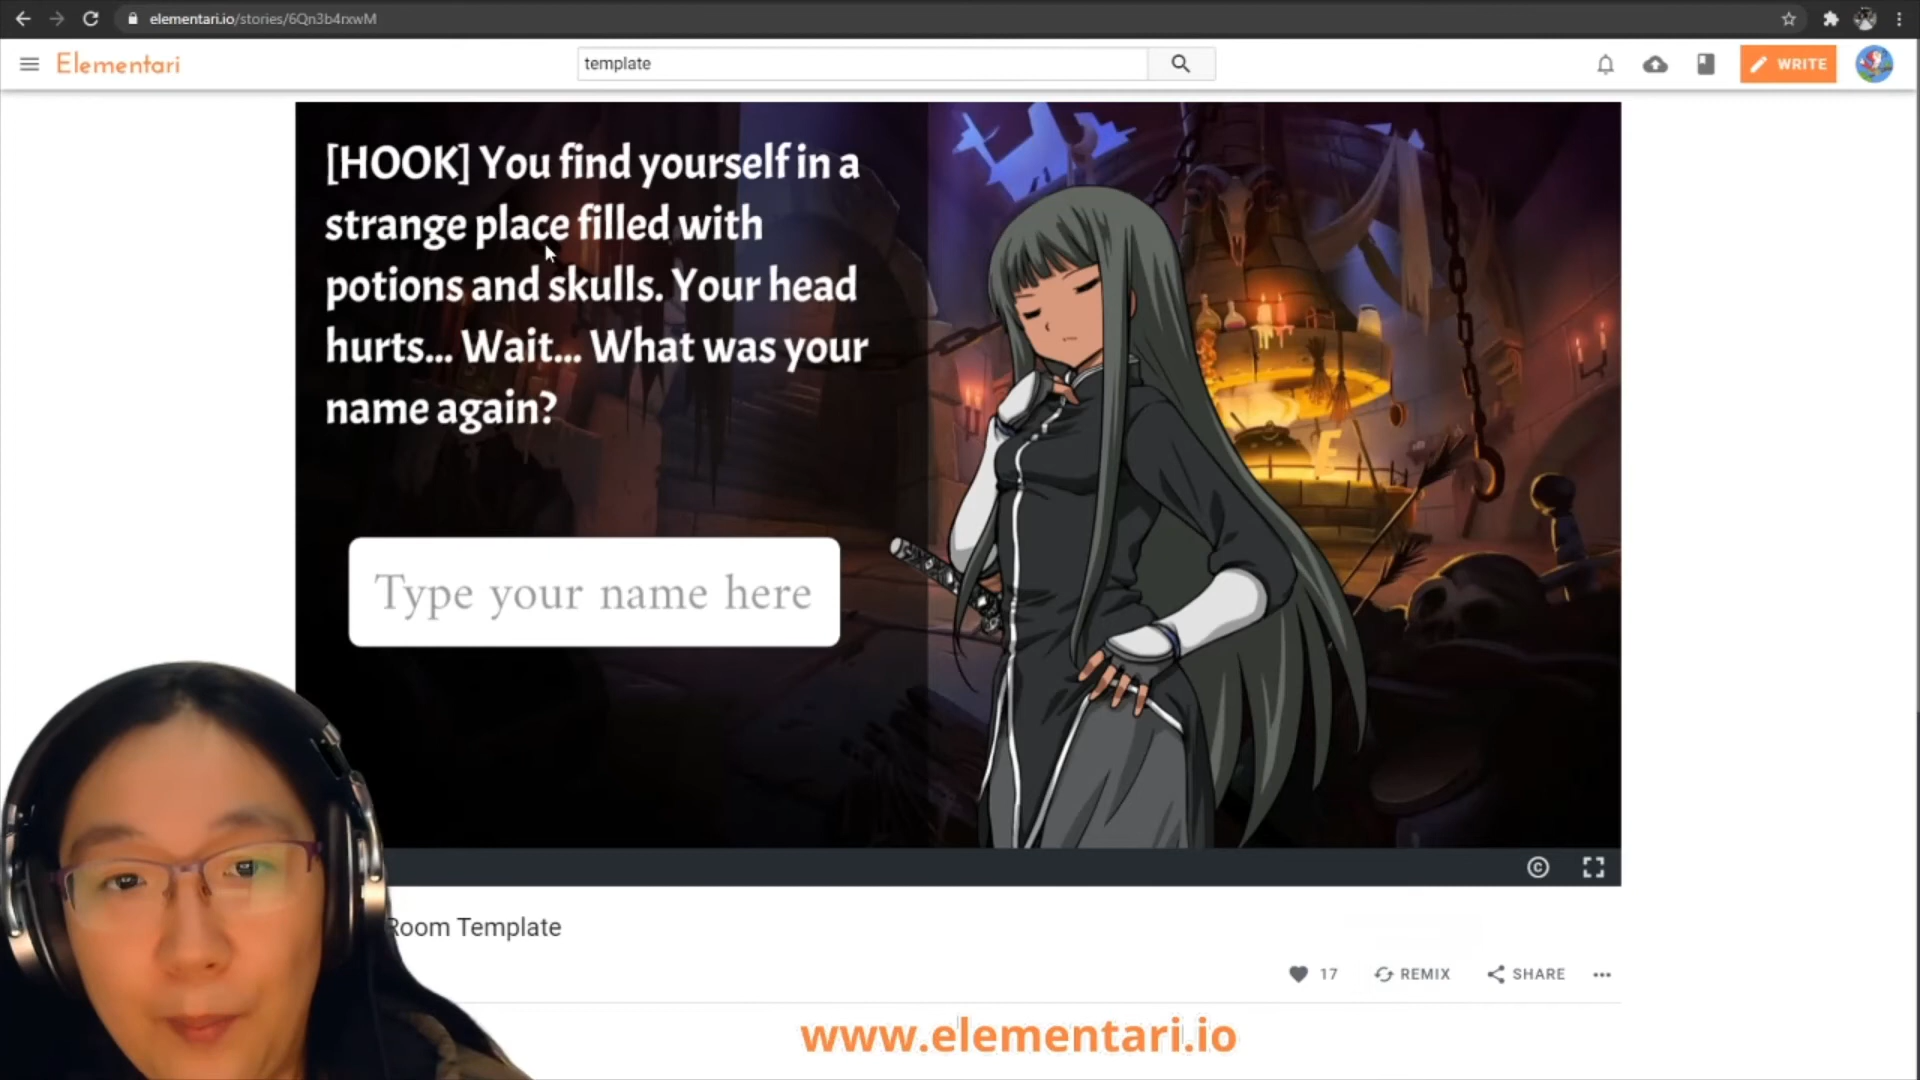 elementari.io/stories/6Qn3b4rxwM
Elementari
template
WRITE
[HOOK] You find yourself in a
strange place filled with
potions and skulls. Your head
hurts... Wait... What was your
name again?
Type your name here
Room Template
17
REMIX
SHARE
www.elementari.io